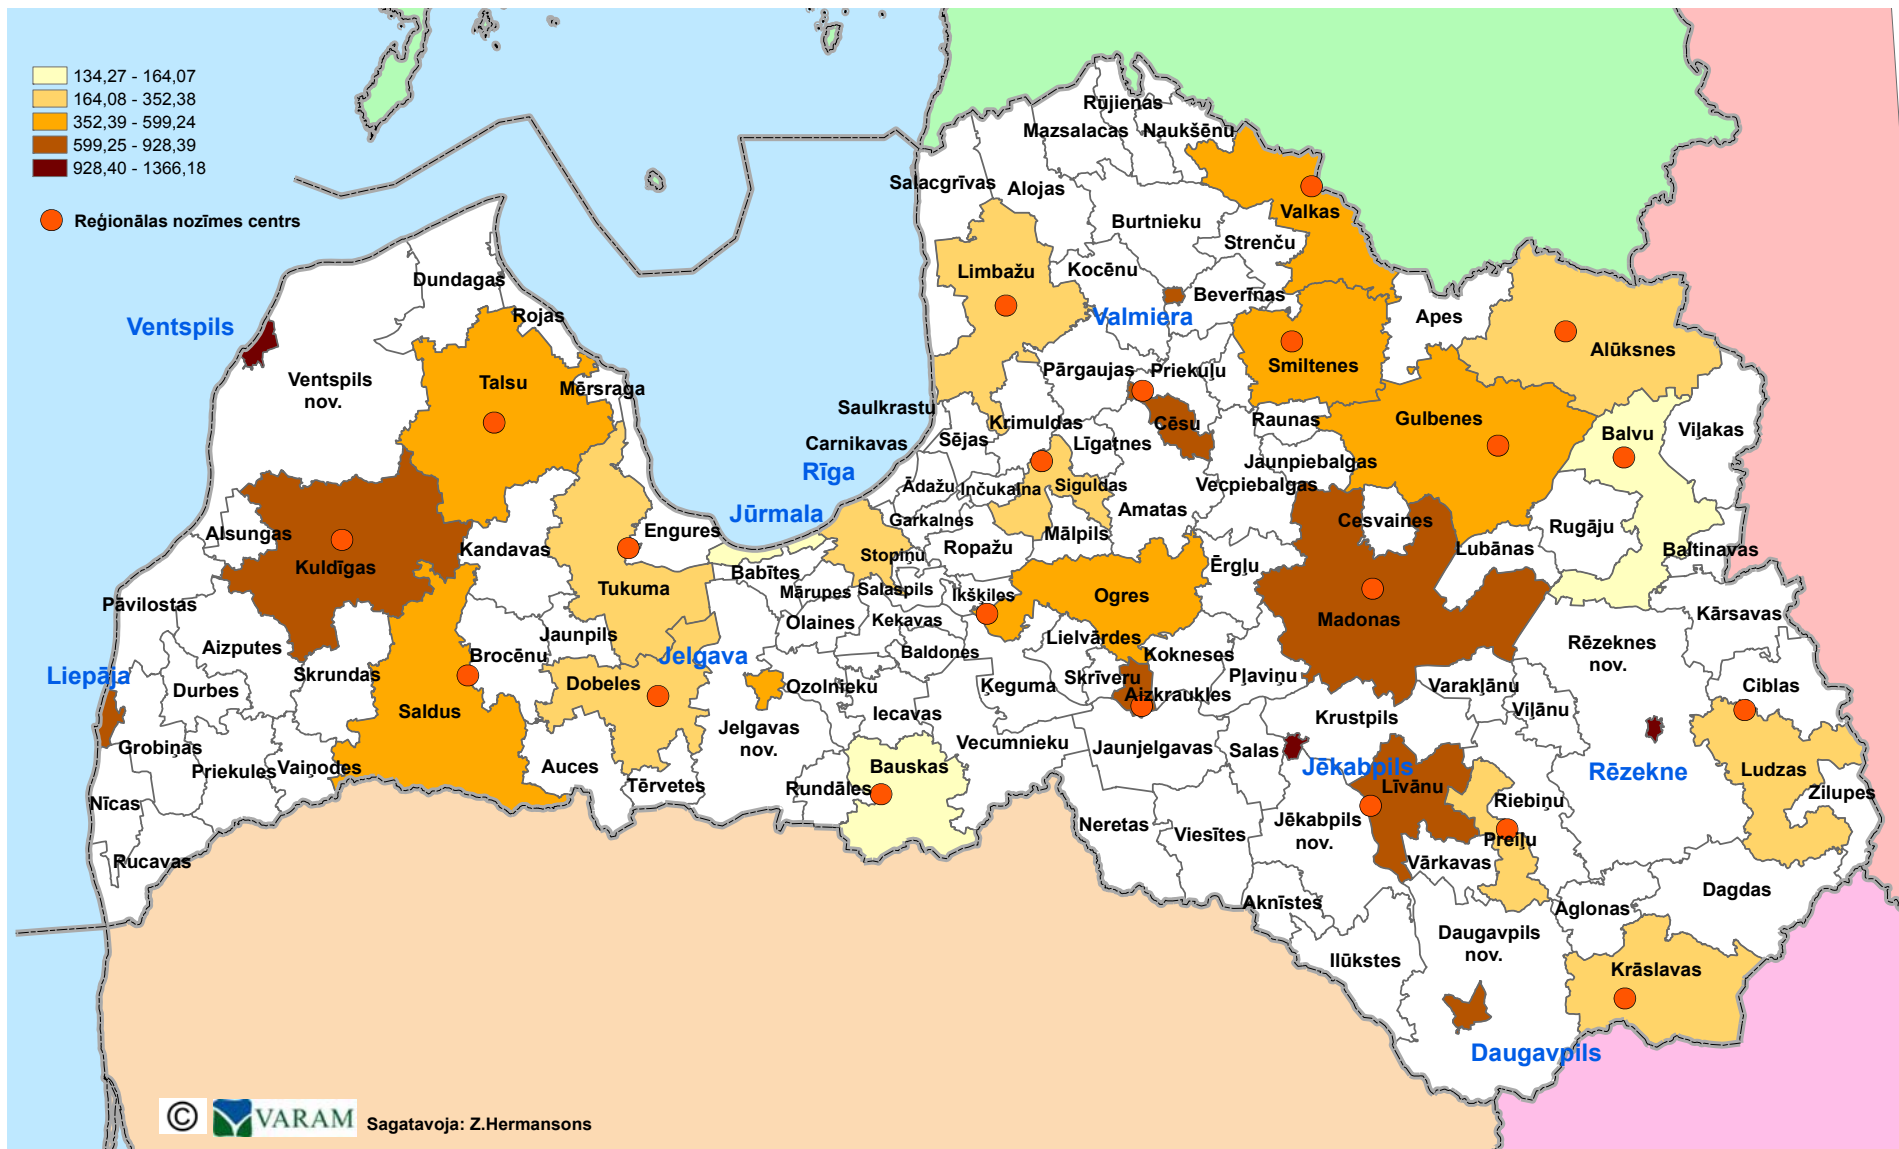 134,27 - 164,07
164,08 - 352,38
352,39 - 599,24
599,25 - 928,39
928,40 - 1366,18
Reģionālas nozīmes centrs
Rūjienas
Mazsalacas
Naukšēnu
Salacgrīvas
Alojas
Valkas
Burtnieku
Strenču
Limbažu
Kocēnu
Dundagas
Beverīnas
Rojas
Ventspils
Valmiera
Apes
Alūksnes
Smiltenes
Pārgaujas
Priekuļu
Ventspils
nov.
Talsu
Mērsraga
Saulkrastu
Krimuldas
Cēsu
Raunas
Gulbenes
Balvu
Viļakas
Carnikavas
Sējas
Līgatnes
Jaunpiebalgas
Rīga
Ādažu
Inčukalna
Siguldas
Vecpiebalgas
Jūrmala
Engures
Garkalnes
Mālpils
Amatas
Cesvaines
Rugāju
Alsungas
Kandavas
Stopiņu
Ropažu
Lubānas
Baltinavas
Kuldīgas
Tukuma
Babītes
Mārupes
Salaspils
Ikšķiles
Ogres
Ērgļu
Pāvilostas
Olaines
Ķekavas
Madonas
Kārsavas
Aizputes
Jaunpils
Baldones
Lielvārdes
Kokneses
Rēzeknes
nov.
Liepāja
Durbes
Skrundas
Brocēnu
Jelgava
Dobeles
Ozolnieku
Ķeguma
Skrīveru
Aizkraukles
Pļaviņu
Varakļānu
Viļānu
Ciblas
Saldus
Jelgavas
nov.
Iecavas
Krustpils
Grobiņas
Vecumnieku
Jaunjelgavas
Salas
Priekules
Vaiņodes
Auces
Tērvetes
Bauskas
Rundāles
Jēkabpils
Līvānu
Rēzekne
Ludzas
Nīcas
Riebiņu
Zilupes
Neretas
Viesītes
Jēkabpils
nov.
Preiļu
Rucavas
Vārkavas
Dagdas
Aknīstes
Aglonas
Daugavpils
nov.
Ilūkstes
Krāslavas
Daugavpils
© VARAM Sagatavoja: Z.Hermansons